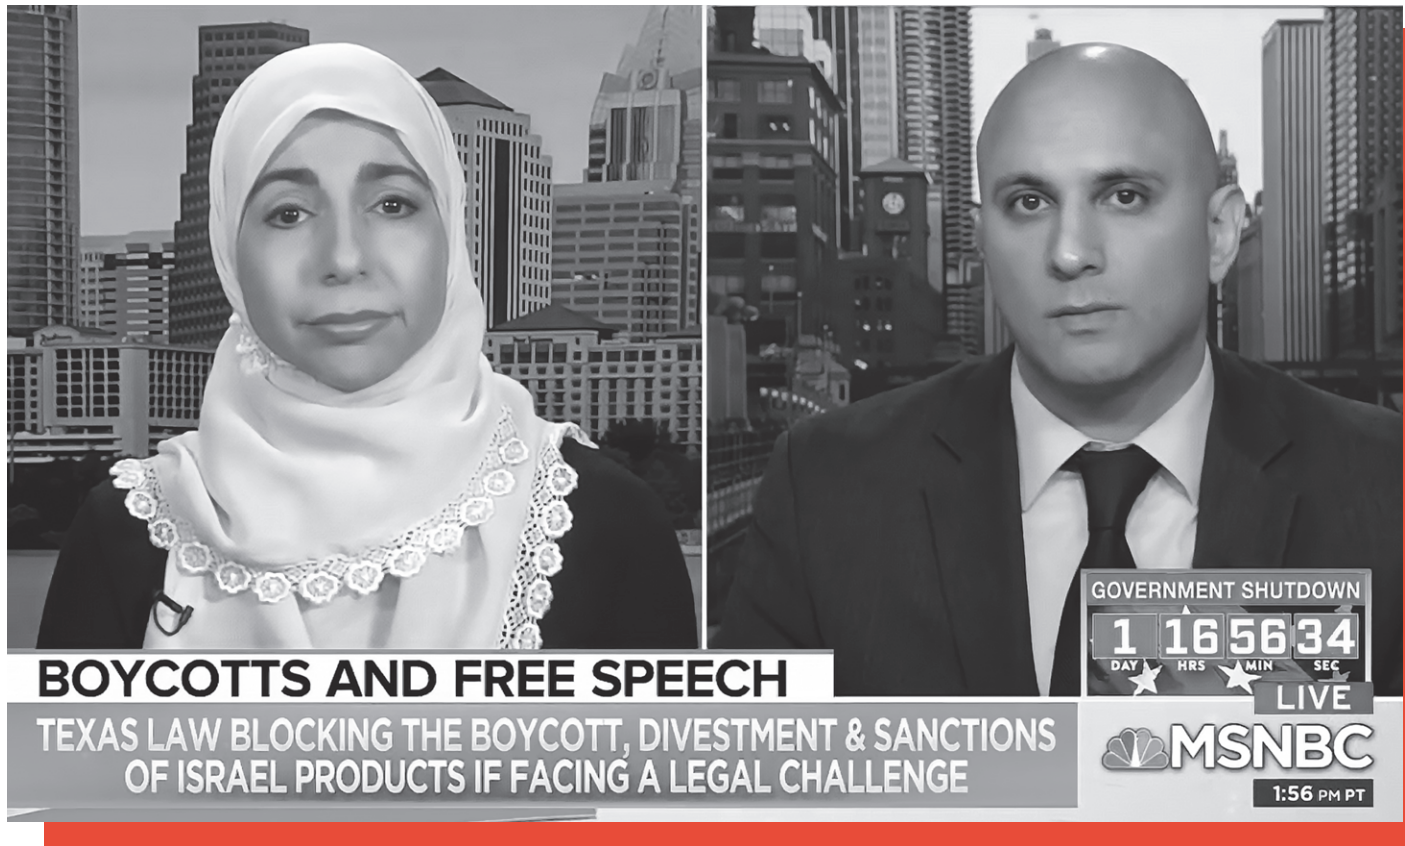 GOVERNMENT SHUTDOWN
1 16 56 34
DAY HRS MIN SEC
BOYCOTTS AND FREE SPEECH
LIVE
TEXAS LAW BLOCKING THE BOYCOTT, DIVESTMENT & SANCTIONS
OF ISRAEL PRODUCTS IF FACING A LEGAL CHALLENGE
MSNBC
1:56 PM PT